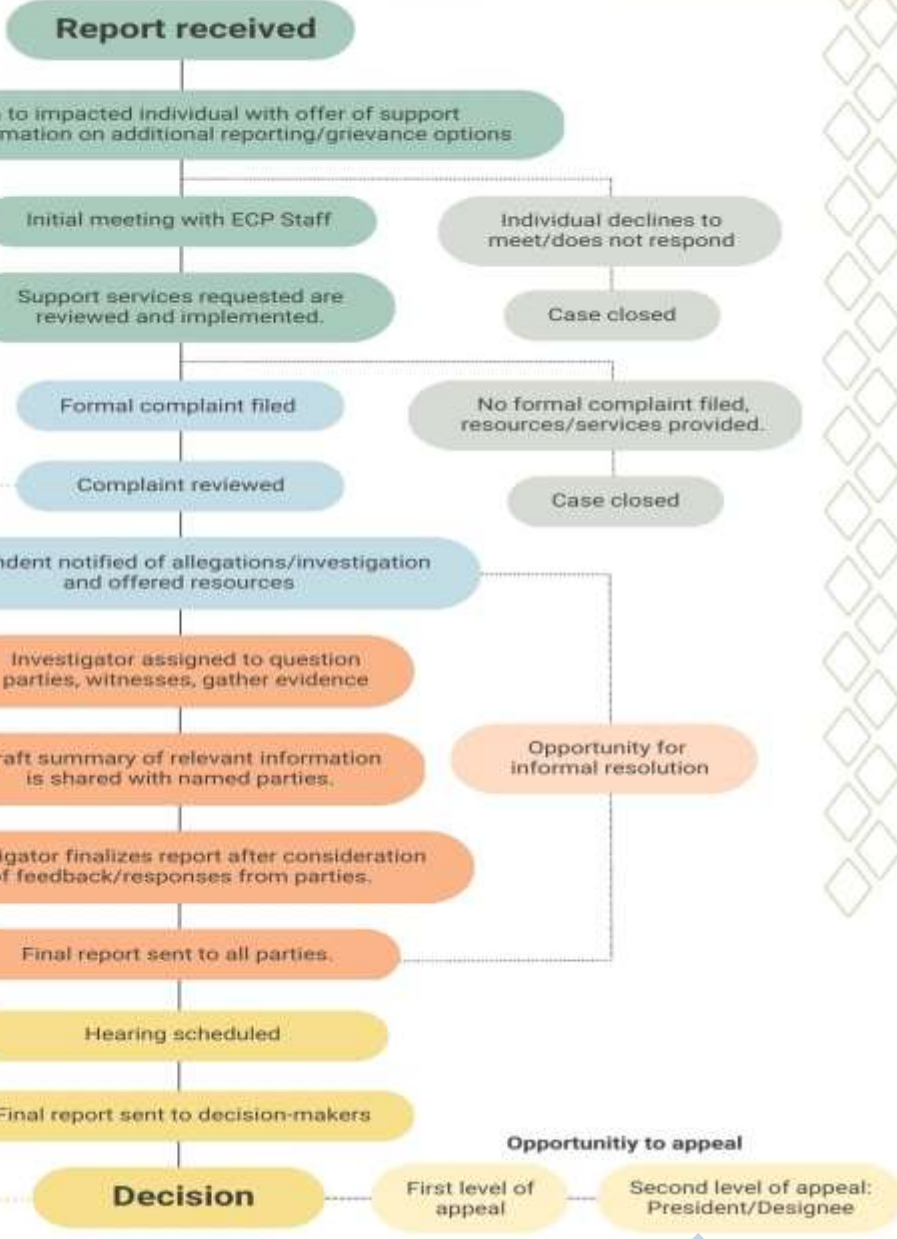 Report received
to impacted individual with offer of support
mation on additional reporting/grievance options
Initial meeting with ECP Staff
Individual declines to
meet/does not respond
Support services requested are
reviewed and implemented.
Case closed
Formal complaint filed
No formal complaint filed,
resources/services provided.
Complaint reviewed
Case closed
ndent notified of allegations/investigation
and offered resources
Investigator assigned to question
parties, witnesses, gather evidence
raft summary of relevant information
is shared with named parties.
Opportunity for
informal resolution
igator finalizes report after consideration
of feedback/responses from parties.
Final report sent to all parties.
Hearing scheduled
Final report sent to decision-makers
Opportunitiy to appeal
Decision
First level of
appeal
Second level of appeal:
President/Designee